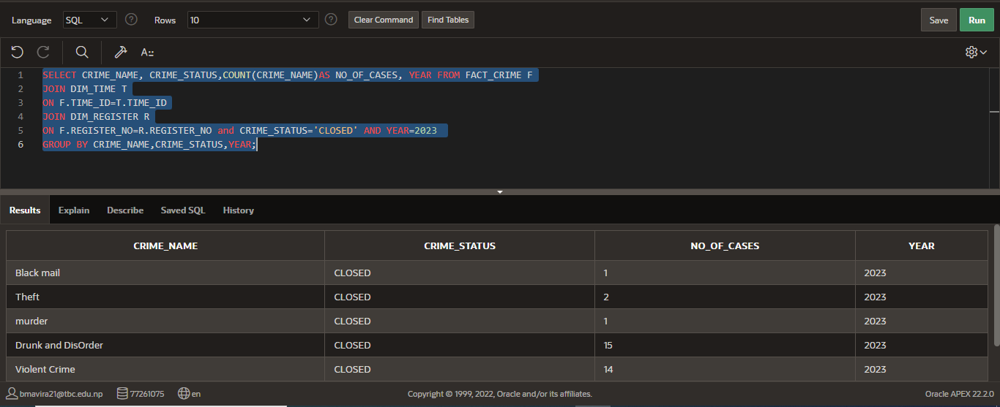 Language SQL ? Rows 10 ? Clear Command Find Tables Save Run
A::
1 SELECT CRIME_NAME, CRIME_STATUS,COUNT(CRIME_NAME)AS NO_OF_CASES, YEAR FROM FACT_CRIME F
2 JOIN DIM_TIME T
3 ON F.TIME_ID=T.TIME_ID
4 JOIN DIM_REGISTER R
5 ON F.REGISTER_NO=R.REGISTER_NO and CRIME_STATUS='CLOSED' AND YEAR=2023
6 GROUP BY CRIME_NAME,CRIME_STATUS,YEAR;
Results Explain Describe Saved SQL History
CRIME_NAME CRIME_STATUS NO_OF_CASES YEAR
Black mail CLOSED 1 2023
Theft CLOSED 2 2023
murder CLOSED 1 2023
Drunk and DisOrder CLOSED 15 2023
Violent Crime CLOSED 14 2023
bmavira21@tbc.edu.np 77261075 en Copyright © 1999, 2022, Oracle and/or its affiliates. Oracle APEX 22.2.0